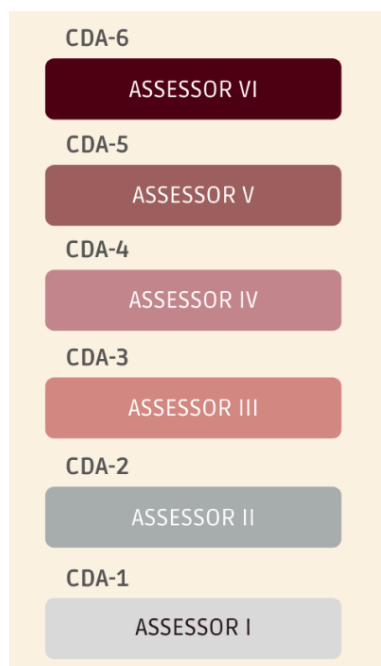 CDA-6
ASSESSOR VI
CDA-5
ASSESSOR V
CDA-4
ASSESSOR IV
CDA-3
ASSESSOR III
CDA-2
ASSESSOR II
CDA-1
ASSESSOR I